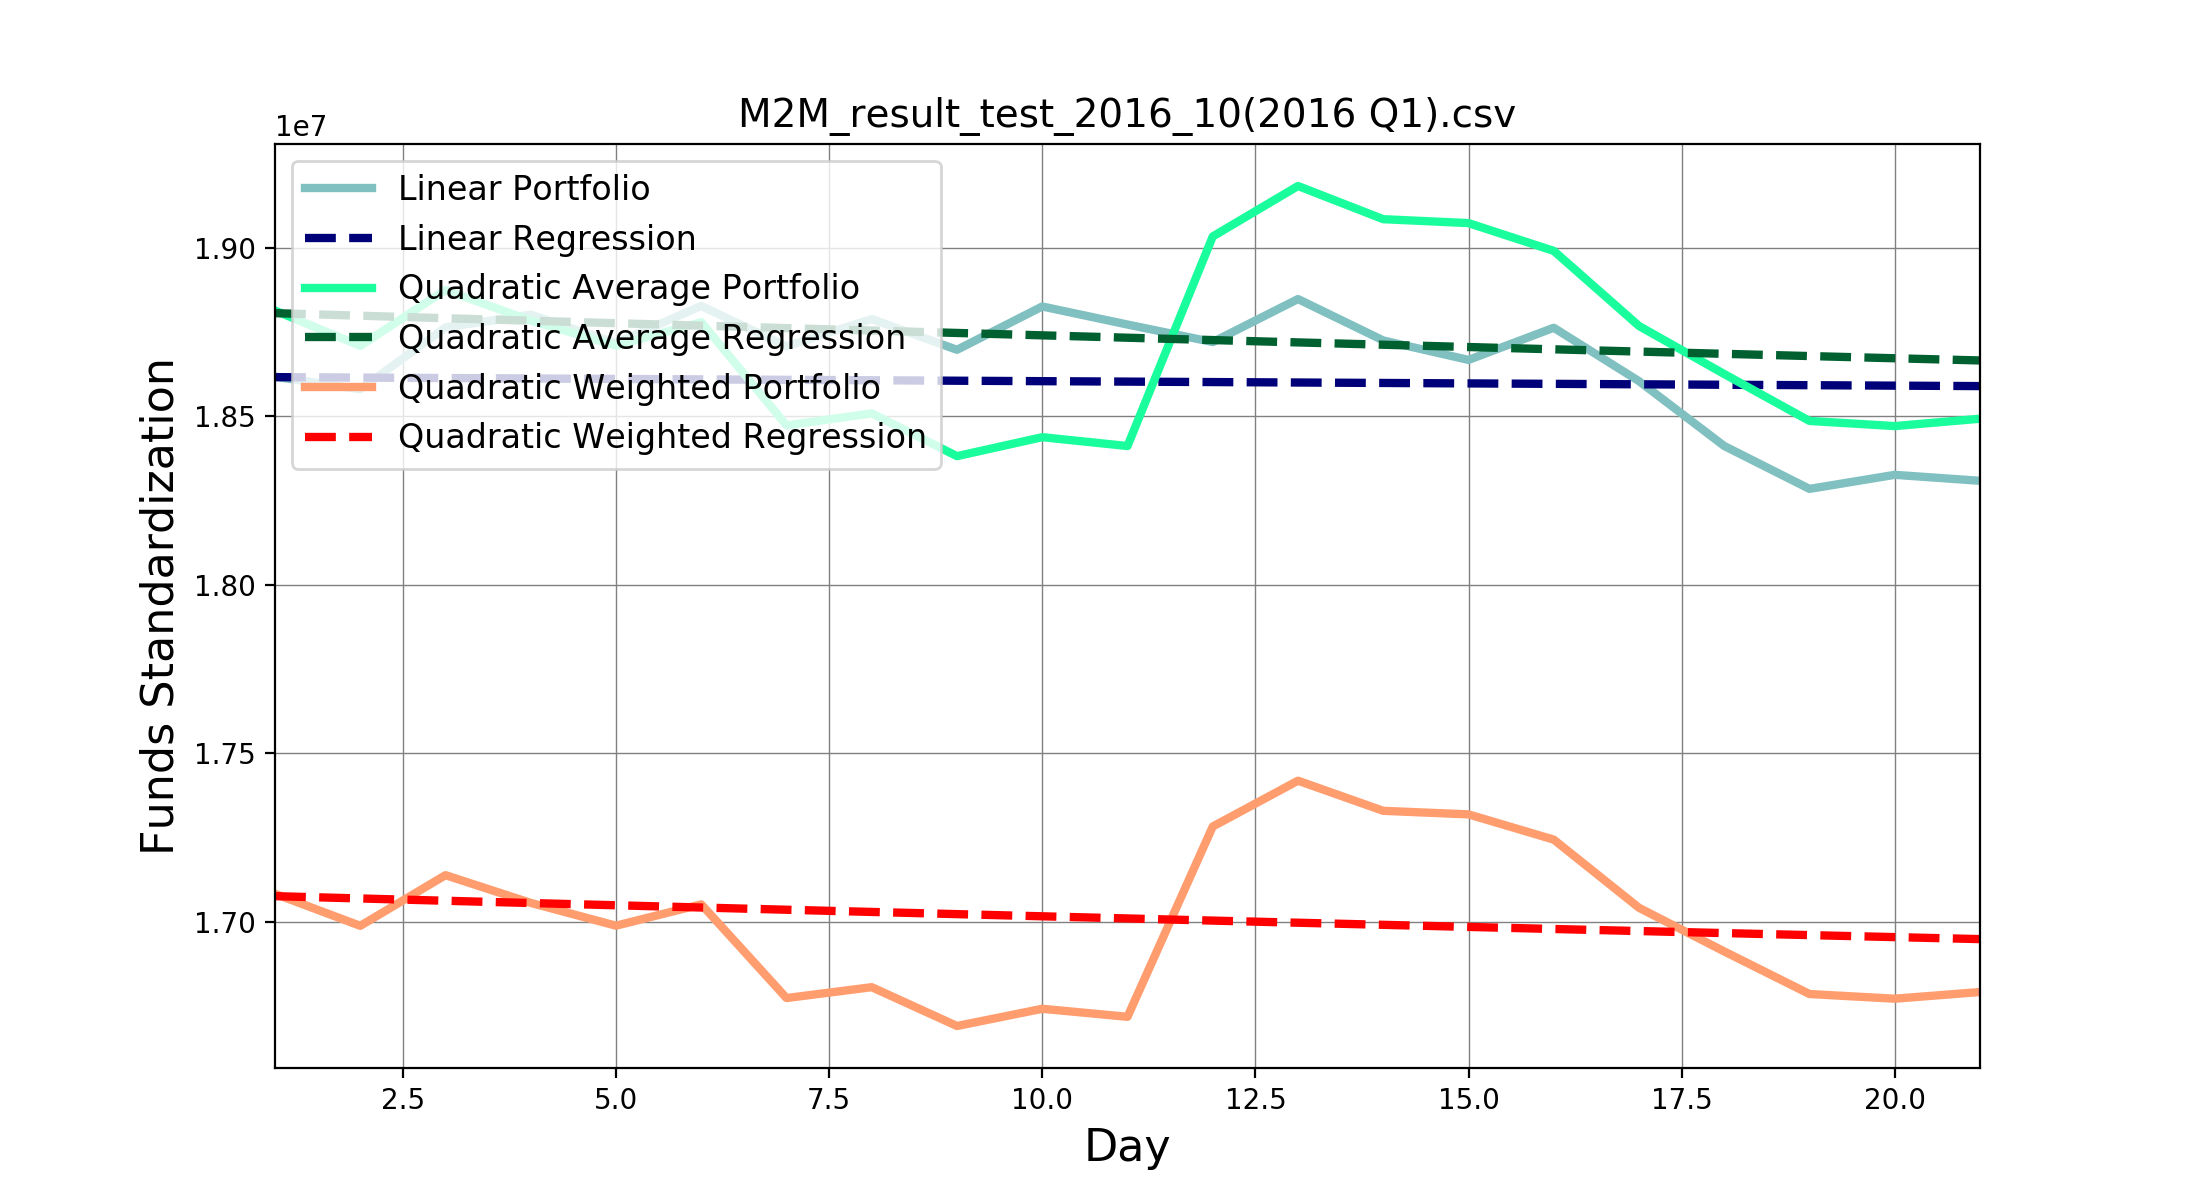 M2M_result_test_2016_10(2016 Q1).csv
1e7
Linear Portfolio
Linear Regression
Quadratic Average Portfolio
Quadratic Average Regression
Quadratic Weighted Portfolio
Quadratic Weighted Regression
1.90
1.85
1.80
1.75
1.70
Funds Standardization
2.5 5.0 7.5 10.0 12.5 15.0 17.5 20.0
Day